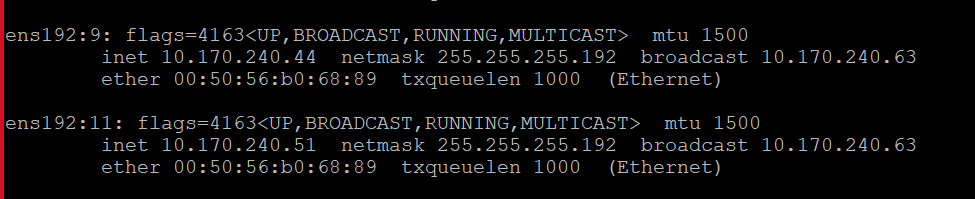 ens192:9: flags=4163<UP,BROADCAST,RUNNING,MULTICAST>  mtu 1500
        inet 10.170.240.44  netmask 255.255.255.192  broadcast 10.170.240.63
        ether 00:50:56:b0:68:89  txqueuelen 1000  (Ethernet)
ens192:11: flags=4163<UP,BROADCAST,RUNNING,MULTICAST>  mtu 1500
        inet 10.170.240.51  netmask 255.255.255.192  broadcast 10.170.240.63
        ether 00:50:56:b0:68:89  txqueuelen 1000  (Ethernet)